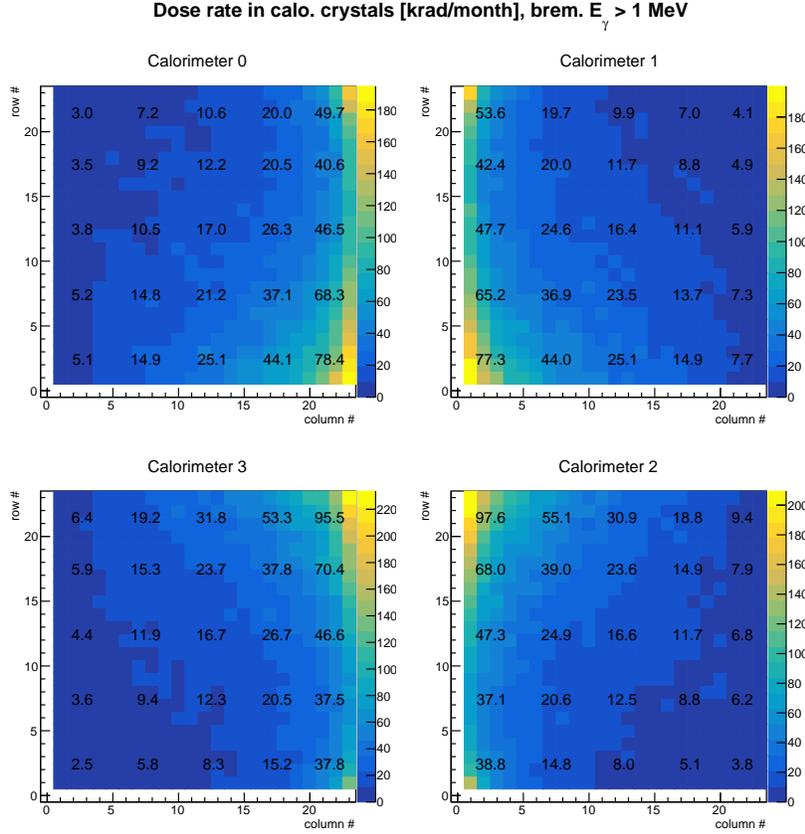 Dose rate in calo. crystals [krad/month], brem. E_γ > 1 MeV
Calorimeter 0
row #
20
15
10
5
0
3.0 7.2 10.6 20.0 49.7
3.5 9.2 12.2 20.5 40.6
3.8 10.5 17.0 26.3 46.5
5.2 14.8 21.2 37.1 68.3
5.1 14.9 25.1 44.1 78.4
0 5 10 15 20
column #
180
160
140
120
100
80
60
40
20
0
Calorimeter 1
row #
20
15
10
5
0
53.6 19.7 9.9 7.0 4.1
42.4 20.0 11.7 8.8 4.9
47.7 24.6 16.4 11.1 5.9
65.2 36.9 23.5 13.7 7.3
77.3 44.0 25.1 14.9 7.7
0 5 10 15 20
column #
180
160
140
120
100
80
60
40
20
0
Calorimeter 3
row #
20
15
10
5
0
6.4 19.2 31.8 53.3 95.5
5.9 15.3 23.7 37.8 70.4
4.4 11.9 16.7 26.7 46.6
3.6 9.4 12.3 20.5 37.5
2.5 5.8 8.3 15.2 37.8
0 5 10 15 20
column #
220
200
180
160
140
120
100
80
60
40
20
0
Calorimeter 2
row #
20
15
10
5
0
97.6 55.1 30.9 18.8 9.4
68.0 39.0 23.6 14.9 7.9
47.3 24.9 16.6 11.7 6.8
37.1 20.6 12.5 8.8 6.2
38.8 14.8 8.0 5.1 3.8
0 5 10 15 20
column #
200
180
160
140
120
100
80
60
40
20
0